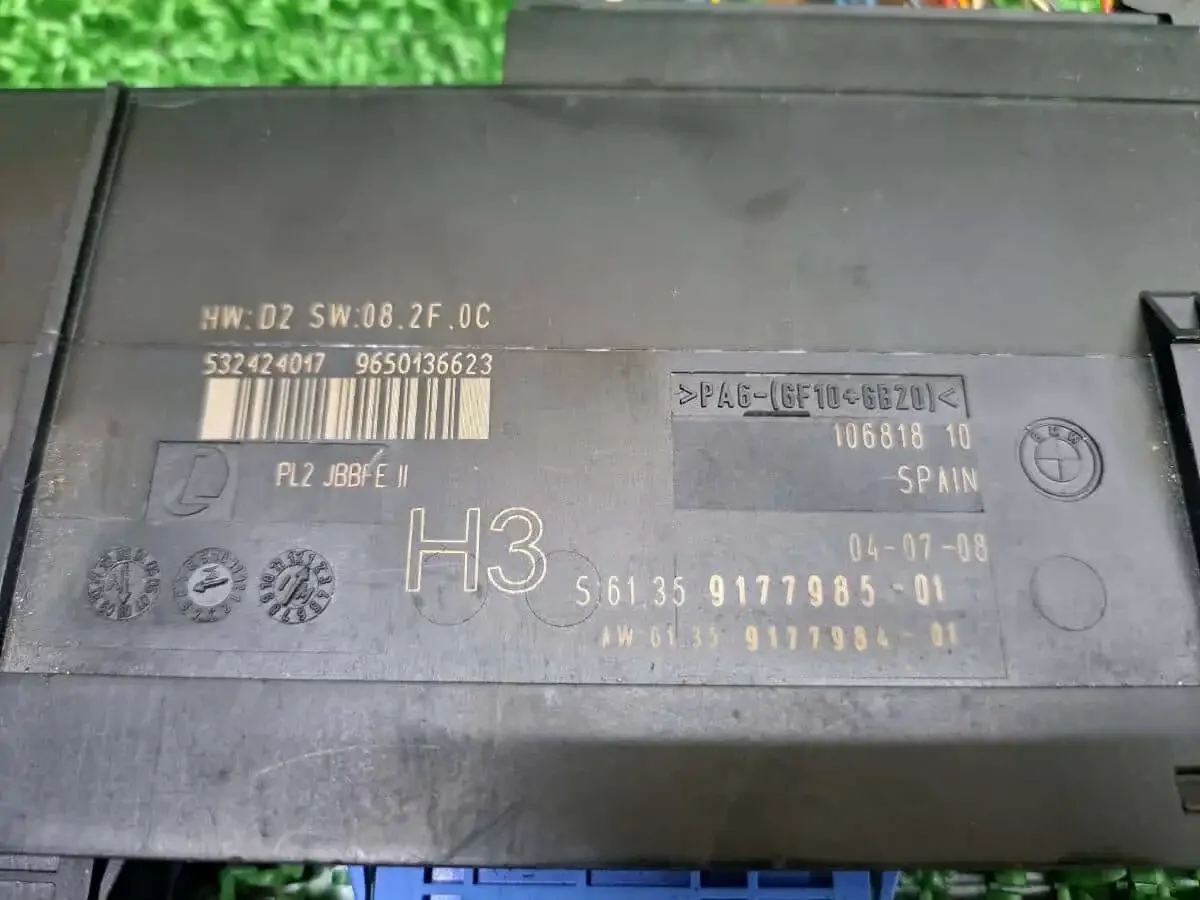 HW:D2 SW:08.2F.0C
532424017 9650136623
>PA6-(GF10+GB20)<
106818 10
SPAIN
BMW
PL2 JBBFE II
H3
04-07-08
S 61.35 9177985-01
AW 61.35 9177984-01